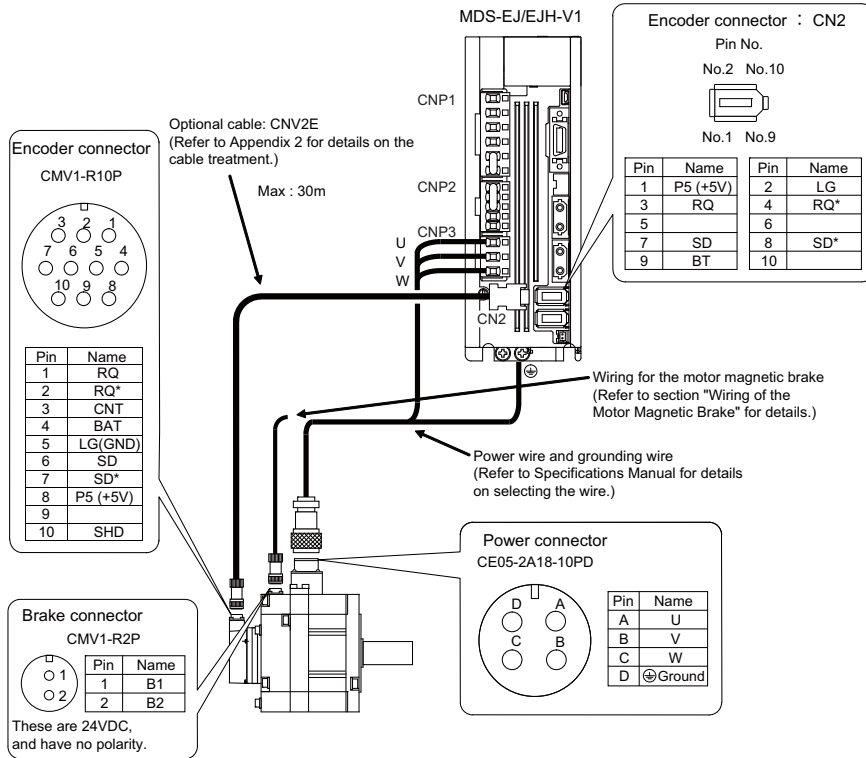 MDS-EJ/EJH-V1
Encoder connector : CN2
Pin No.
No.2 No.10
No.1 No.9
Pin Name Pin Name
1 P5 (+5V) 2 LG
3 RQ 4 RQ*
5 6
7 SD 8 SD*
9 BT 10
CNP1
CNP2
CNP3
U
V
W
CN2
Optional cable: CNV2E
(Refer to Appendix 2 for details on the
cable treatment.)
Max : 30m
Encoder connector
CMV1-R10P
3 2 1
7 6 5 4
10 9 8
Pin Name
1 RQ
2 RQ*
3 CNT
4 BAT
5 LG(GND)
6 SD
7 SD*
8 P5 (+5V)
9
10 SHD
Wiring for the motor magnetic brake
(Refer to section "Wiring of the
Motor Magnetic Brake" for details.)
Power wire and grounding wire
(Refer to Specifications Manual for details
on selecting the wire.)
Power connector
CE05-2A18-10PD
D A
C B
Pin Name
A U
B V
C W
D Ground
Brake connector
CMV1-R2P
1
2
Pin Name
1 B1
2 B2
These are 24VDC,
and have no polarity.